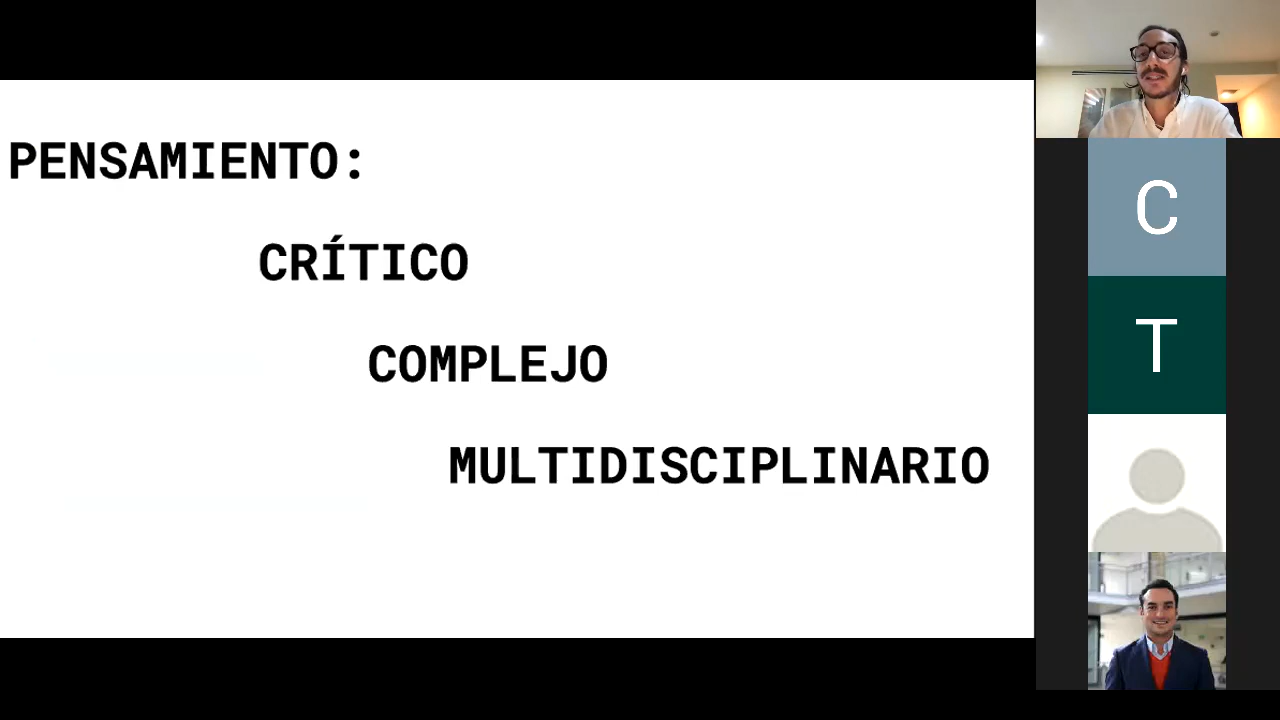 PENSAMIENTO:
CRÍTICO
COMPLEJO
MULTIDISCIPLINARIO
C
T